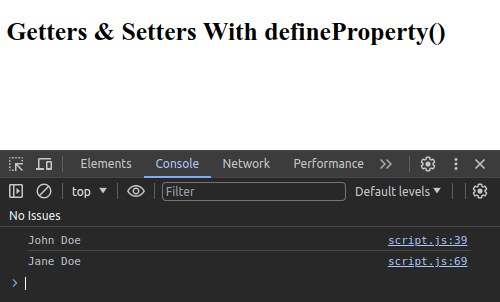 Getters & Setters With defineProperty()
Elements Console Network Performance
top Filter Default levels
No Issues
John Doe script.js:39
Jane Doe script.js:69